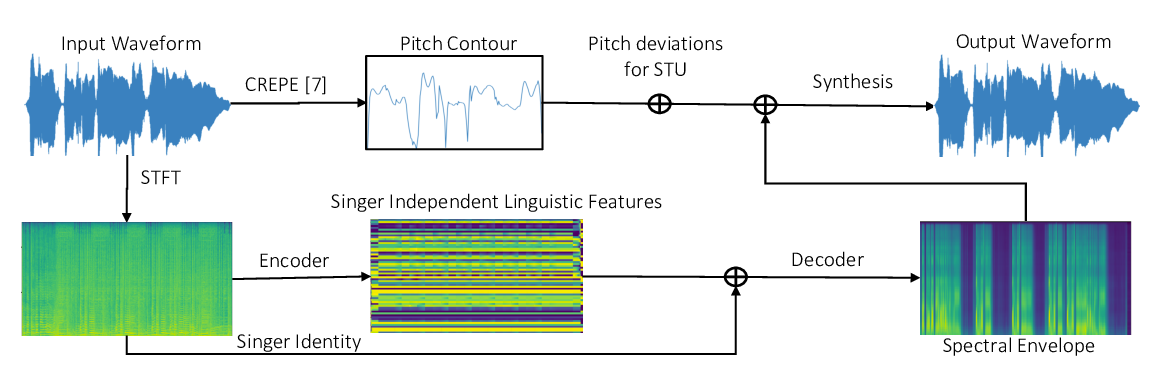 Input Waveform
CREPE [7]
Pitch Contour
Pitch deviations
for STU
Synthesis
Output Waveform
STFT
Singer Independent Linguistic Features
Encoder
Decoder
Singer Identity
Spectral Envelope